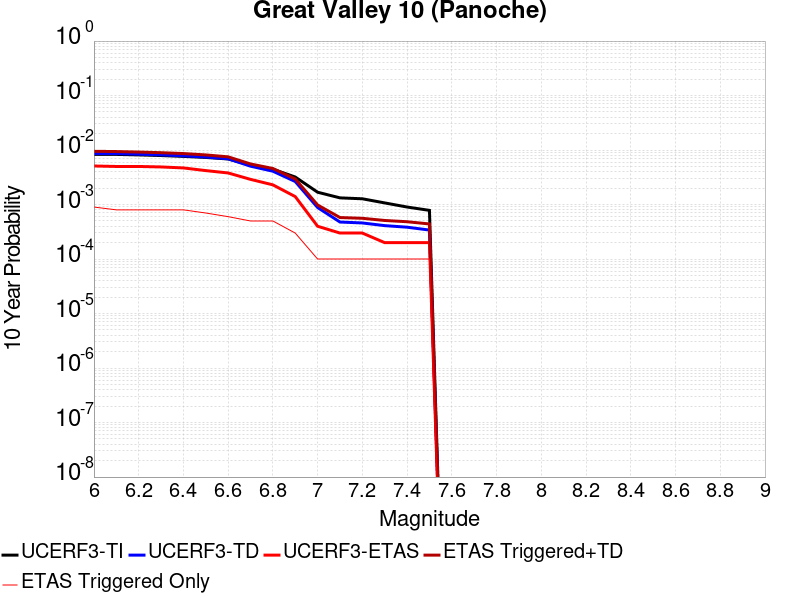 Great Valley 10 (Panoche)
10 0
10 -1
10 -2
10 -3
10 -4
10 -5
10 -6
10 -7
10 -8
10 Year Probability
6 6.2 6.4 6.6 6.8 7 7.2 7.4 7.6 7.8 8 8.2 8.4 8.6 8.8 9
Magnitude
UCERF3-TI UCERF3-TD UCERF3-ETAS ETAS Triggered+TD
ETAS Triggered Only